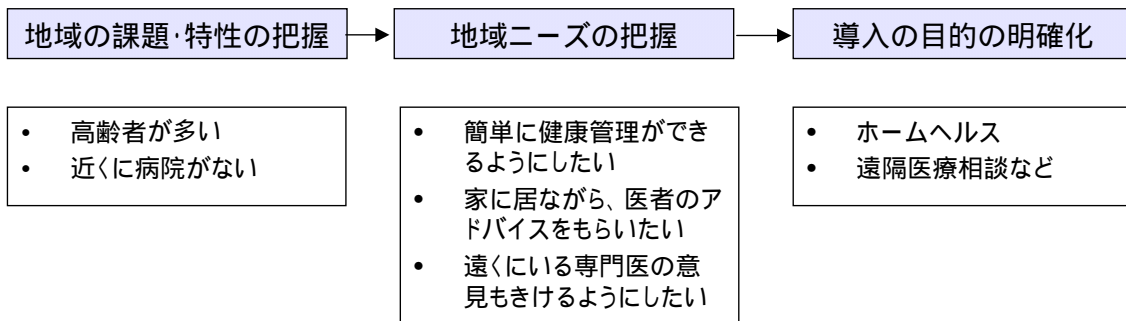 地域の課題・特性の把握
地域ニーズの把握
導入の目的の明確化
• 高齢者が多い
• 近くに病院がない
• 簡単に健康管理ができ
るようにしたい
• 家に居ながら、医者のア
ドバイスをもらいたい
• 遠くにいる専門医の意
見もきけるようにしたい
• ホームヘルス
• 遠隔医療相談など